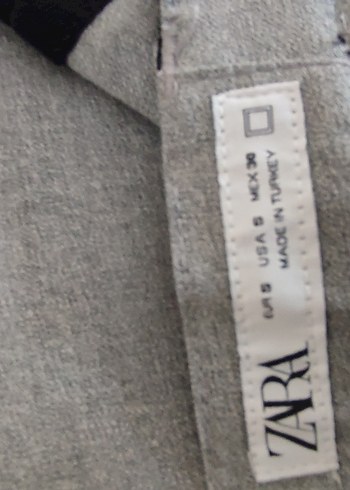 ZARA
EUR S USA S MEX 30
MADE IN TURKEY